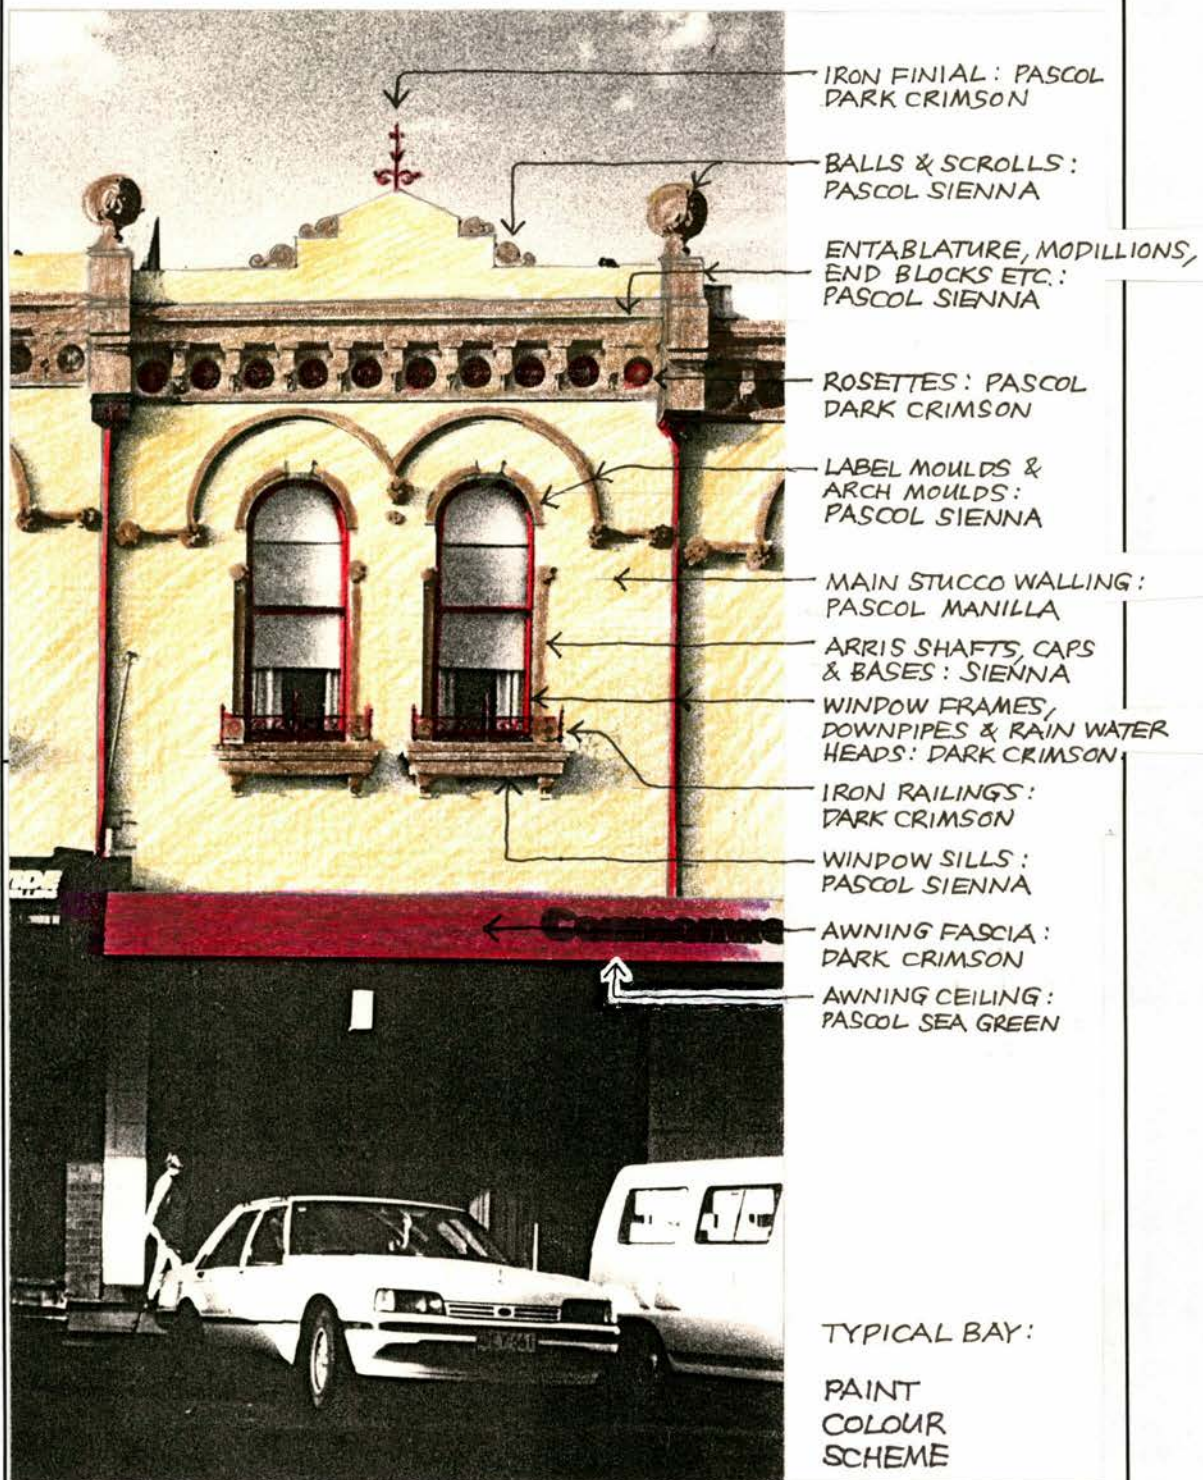 IRON FINIAL: PASCOL
DARK CRIMSON
BALLS & SCROLLS:
PASCOL SIENNA
ENTABLATURE, MODILLIONS,
END BLOCKS ETC.:
PASCOL SIENNA
ROSETTES: PASCOL
DARK CRIMSON
LABEL MOULDS &
ARCH MOULDS:
PASCOL SIENNA
MAIN STUCCO WALLING:
PASCOL MANILLA
ARRIS SHAFTS, CAPS
& BASES: SIENNA
WINDOW FRAMES,
DOWNPIPES & RAIN WATER
HEADS: DARK CRIMSON.
IRON RAILINGS:
DARK CRIMSON
WINDOW SILLS:
PASCOL SIENNA
AWNING FASCIA:
DARK CRIMSON
AWNING CEILING:
PASCOL SEA GREEN
TYPICAL BAY:
PAINT
COLOUR
SCHEME